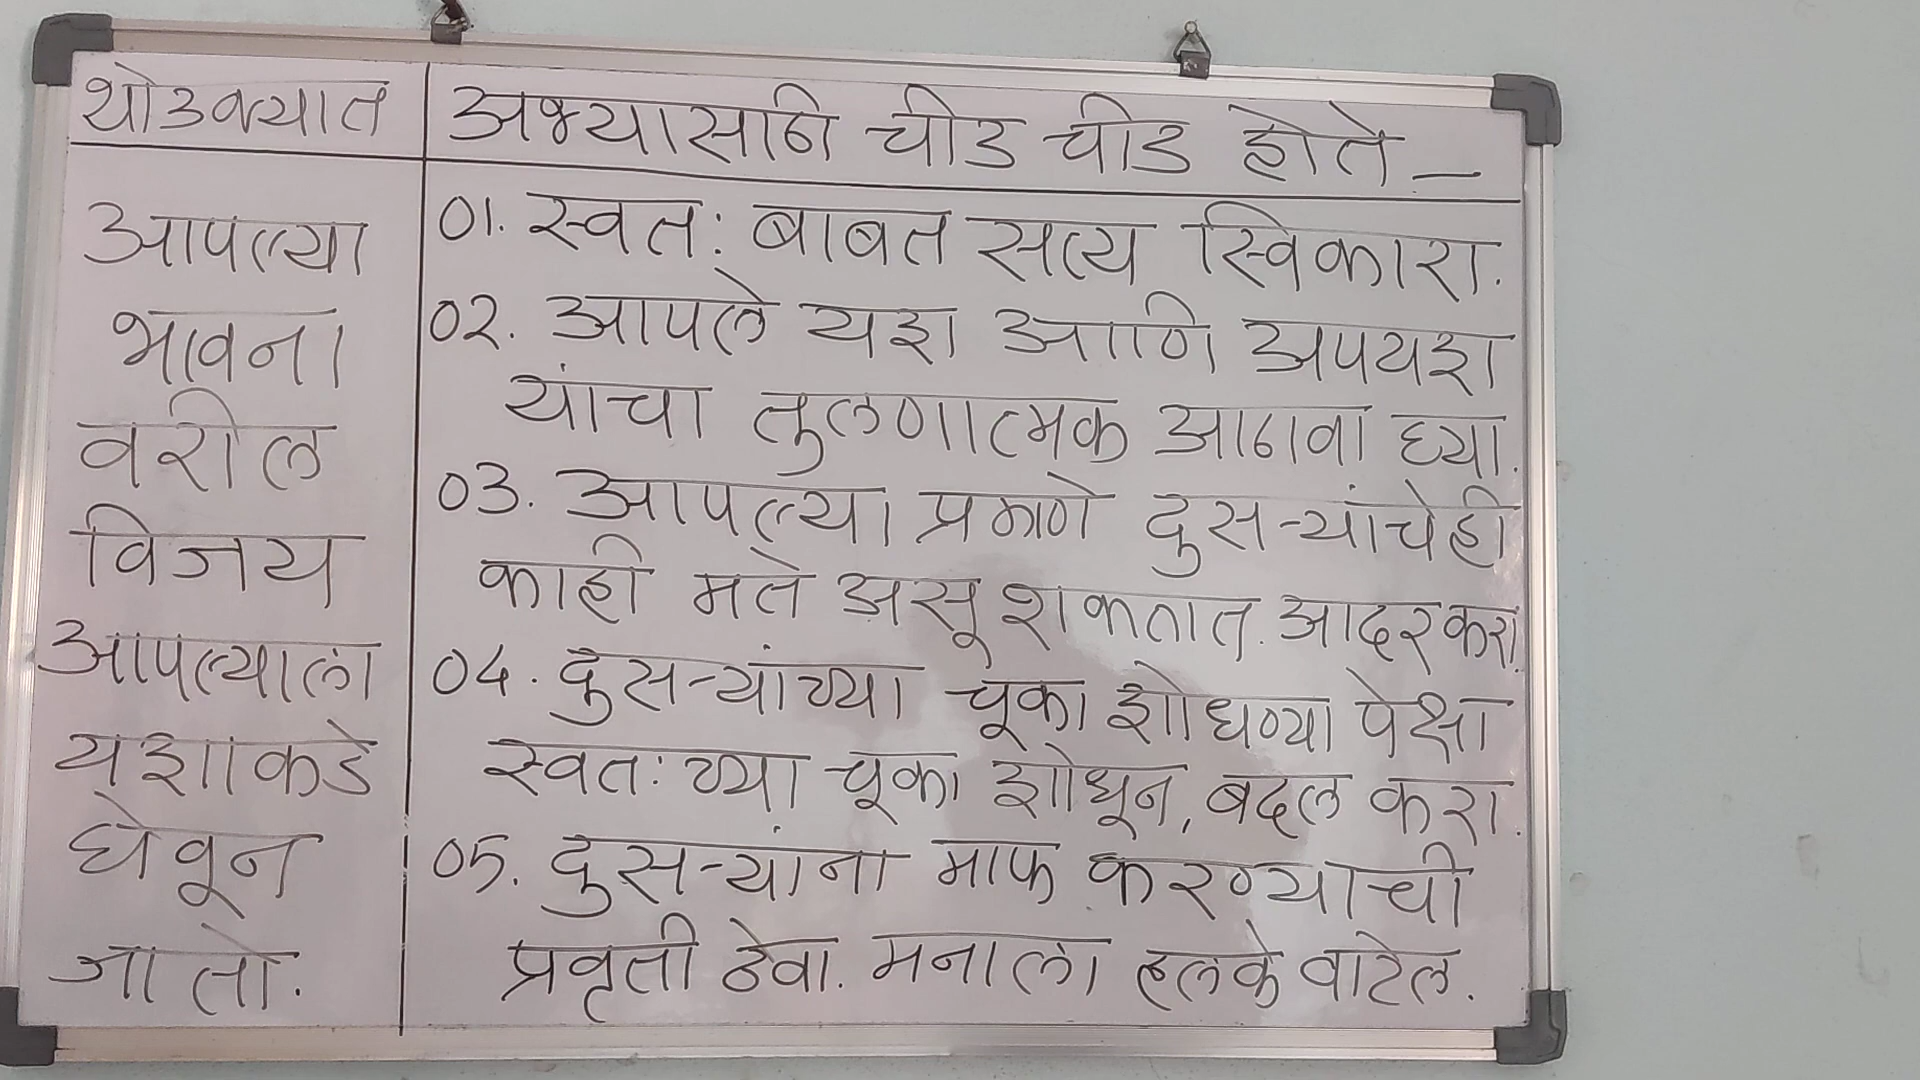 थोडक्यात
आपल्या
भावना
वरील
विजय
आपल्याला
यशाकडे
घेवून
जातो.
अभ्यासाने चीड चीड होते —
01. स्वत: बाबत सत्य स्विकारा.
02. आपले यश आणि अपयश
यांचा तुलणात्मक आढावा घ्या.
03. आपल्या प्रमाणे दुसऱ्यांचेही
काही मते असू शकतात. आदर करा.
04. दुसऱ्यांच्या चूका शोधण्या पेक्षा
स्वत:च्या चूका शोधून, बदल करा.
05. दुसऱ्यांना माफ करण्याची
प्रवृती ठेवा. मनाला हलके वाटेल.